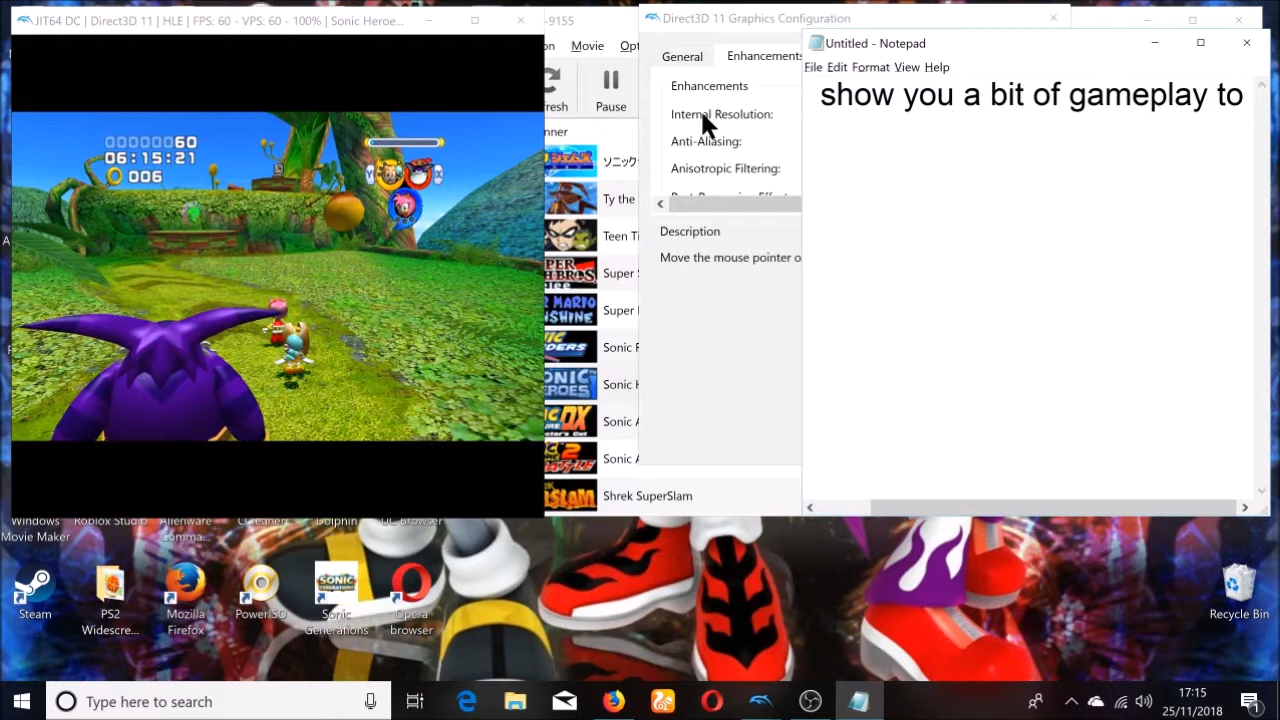 JIT64 DC | Direct3D 11 | HLE | FPS: 60 - VPS: 60 - 100% | Sonic Heroe...
-9155
Direct3D 11 Graphics Configuration
Untitled - Notepad
Movie
General
Enhancements
File Edit Format View Help
show you a bit of gameplay to
fresh
Pause
Enhancements
Internal Resolution:
Anti-Aliasing:
Anisotropic Filtering:
00000060
06:15:21
006
Y
X
nner
ソニック
Ty the
Teen Ti
Super S
Super
Sonic
Sonic H
Sonic A
Sonic A
Shrek SuperSlam
Description
Move the mouse pointer o
Windows Movie Maker
Roblox Studio
Alienware Comma...
CCleaner
Dolphin
DC Browser
Steam
PS2 Widescre...
Mozilla Firefox
PowerISO
Sonic Generations
Opera browser
Recycle Bin
Type here to search
17:15
25/11/2018